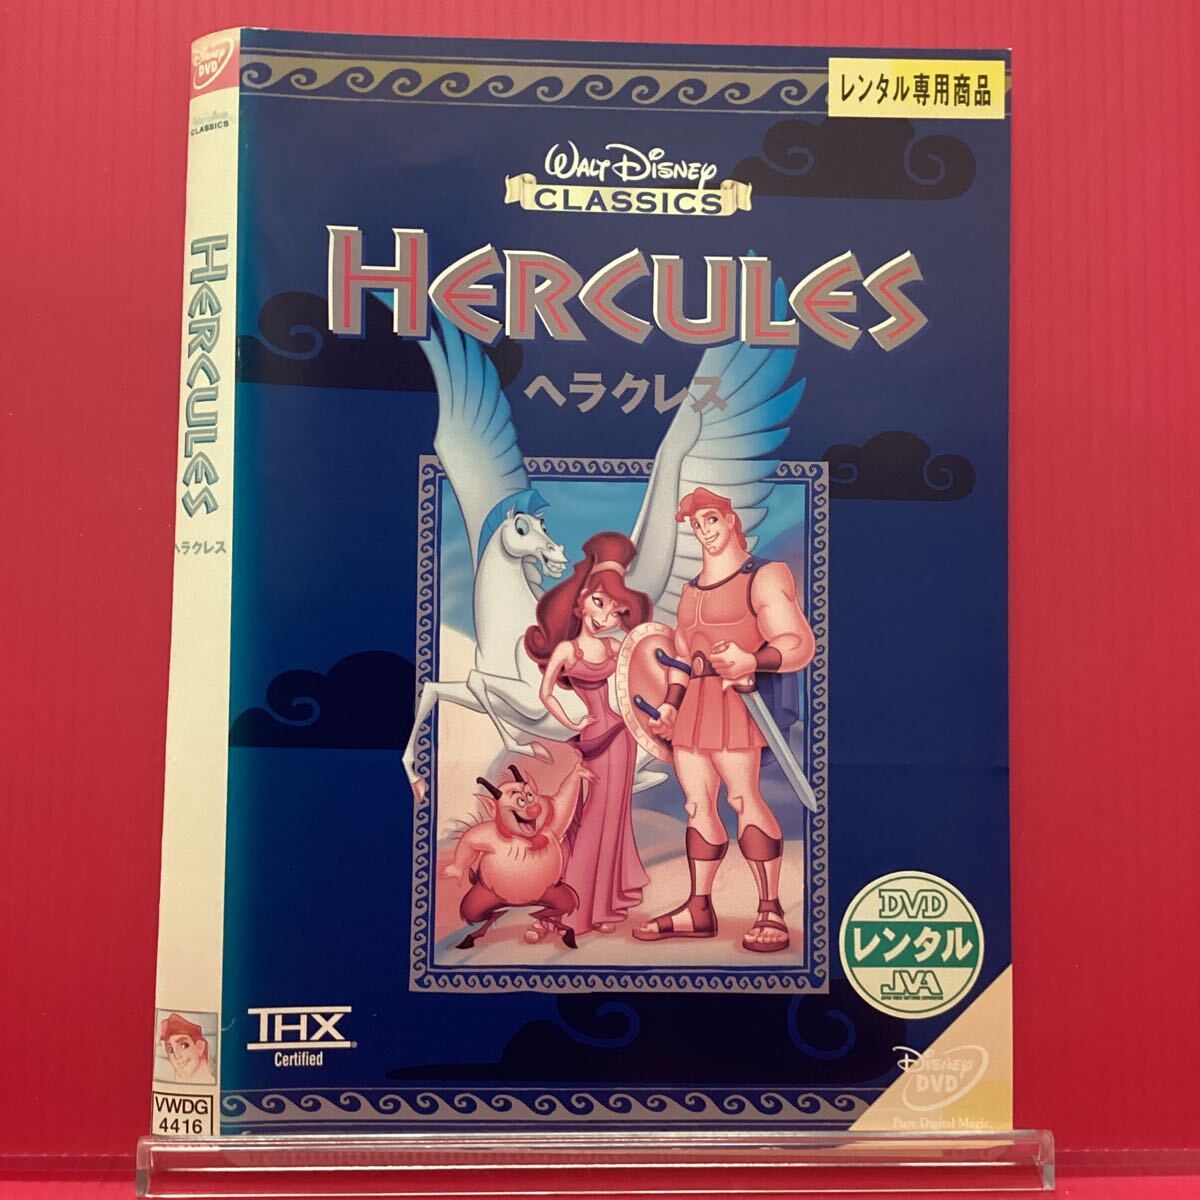 DISNEY
DVD
CLASSICS
HERCULES
ヘラクレス
VWDG
4416
レンタル専用商品
WALT DISNEY
CLASSICS
HERCULES
ヘラクレス
THX
Certified
DVD
レンタル
JVA
DISNEY
DVD
Pure Digital Magic.